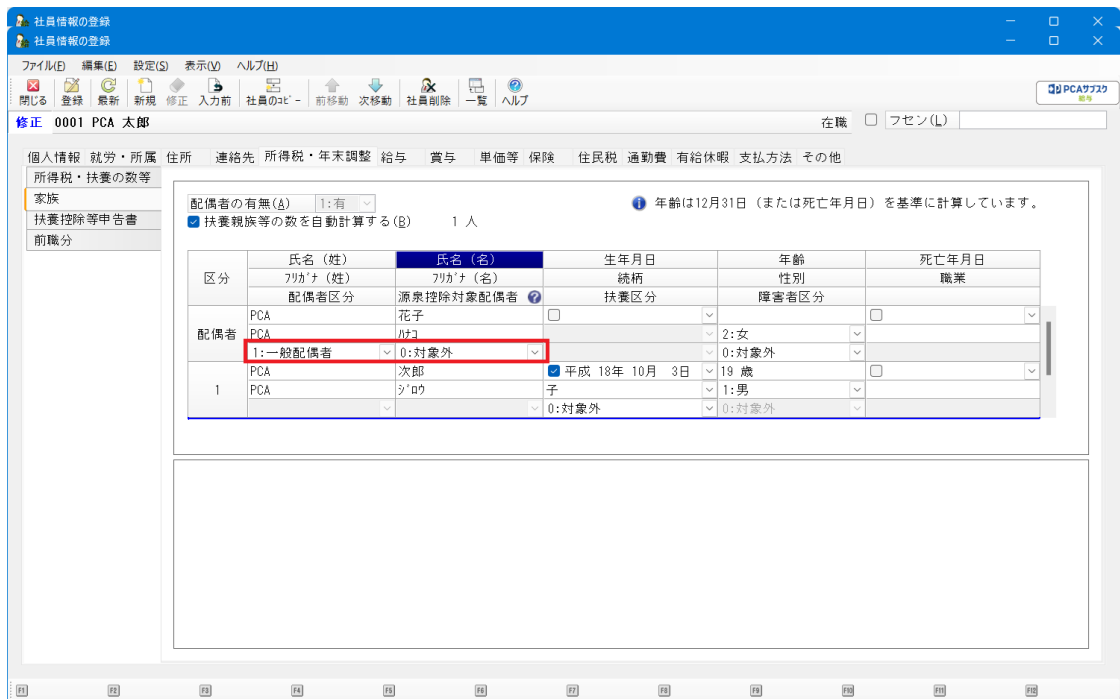 社員情報の登録
社員情報の登録
ファイル(F) 編集(E) 設定(S) 表示(V) ヘルプ(H)
閉じる 登録 最新 新規 修正 入力前 社員のｺﾋﾟｰ 前移動 次移動 社員削除 一覧 ヘルプ
PCAサブスク
給与
修正 0001 PCA 太郎 在職 フセン(L)
個人情報 就労・所属 住所 連絡先 所得税・年末調整 給与 賞与 単価等 保険 住民税 通勤費 有給休暇 支払方法 その他
所得税・扶養の数等
家族
扶養控除等申告書
前職分
配偶者の有無(A) 1:有 年齢は12月31日（または死亡年月日）を基準に計算しています。
扶養親族等の数を自動計算する(B) 1 人
区分 氏名（姓） 氏名（名） 生年月日 年齢 死亡年月日
ﾌﾘｶﾞﾅ（姓） ﾌﾘｶﾞﾅ（名） 続柄 性別 職業
配偶者区分 源泉控除対象配偶者 扶養区分 障害者区分
配偶者 PCA 花子
PCA ﾊﾅｺ 2:女
1:一般配偶者 0:対象外 0:対象外
1 PCA 次郎 平成 18年 10月 3日 19 歳
PCA ｼﾞﾛｳ 子 1:男
0:対象外 0:対象外
F1 F2 F3 F4 F5 F6 F7 F8 F9 F10 F11 F12